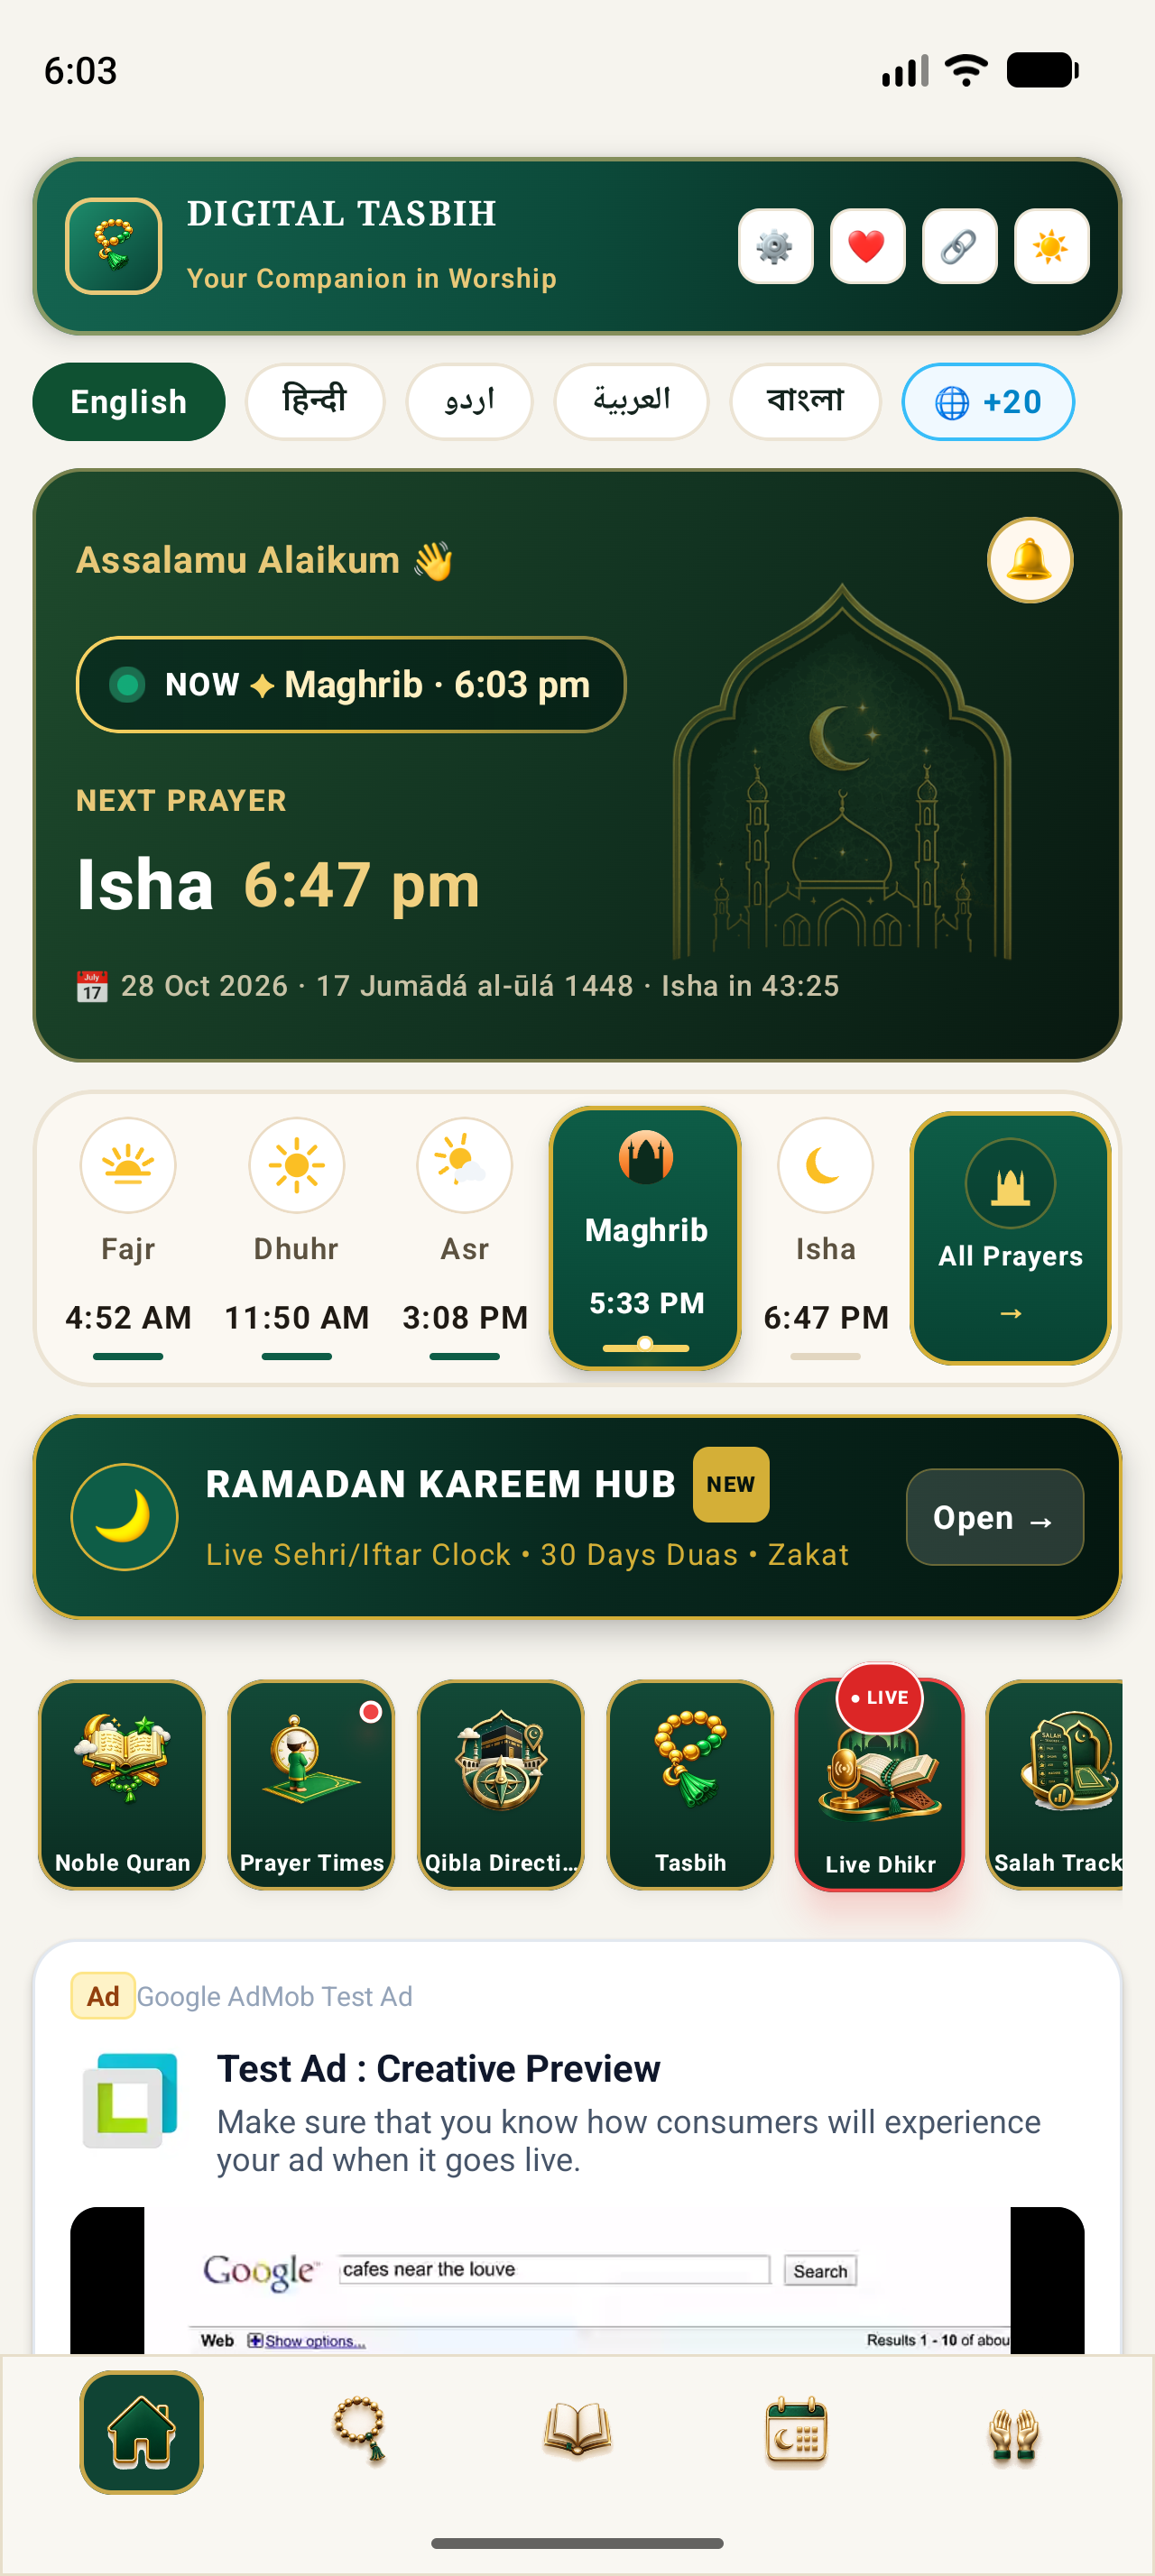 6:03
DIGITAL TASBIH
Your Companion in Worship
English
हिन्दी
اردو
العربية
বাংলা
+20
Assalamu Alaikum 👋
NOW ✦ Maghrib · 6:03 pm
NEXT PRAYER
Isha 6:47 pm
28 Oct 2026 · 17 Jumādá al-ūlá 1448 · Isha in 43:25
Fajr
4:52 AM
Dhuhr
11:50 AM
Asr
3:08 PM
Maghrib
5:33 PM
Isha
6:47 PM
All Prayers
→
RAMADAN KAREEM HUB NEW
Live Sehri/Iftar Clock • 30 Days Duas • Zakat
Open →
Noble Quran
Prayer Times
Qibla Directi...
Tasbih
● LIVE
Live Dhikr
Salah Track
Ad Google AdMob Test Ad
Test Ad : Creative Preview
Make sure that you know how consumers will experience
your ad when it goes live.
Google cafes near the louve Search
Web Show options... Results 1 - 10 of abou